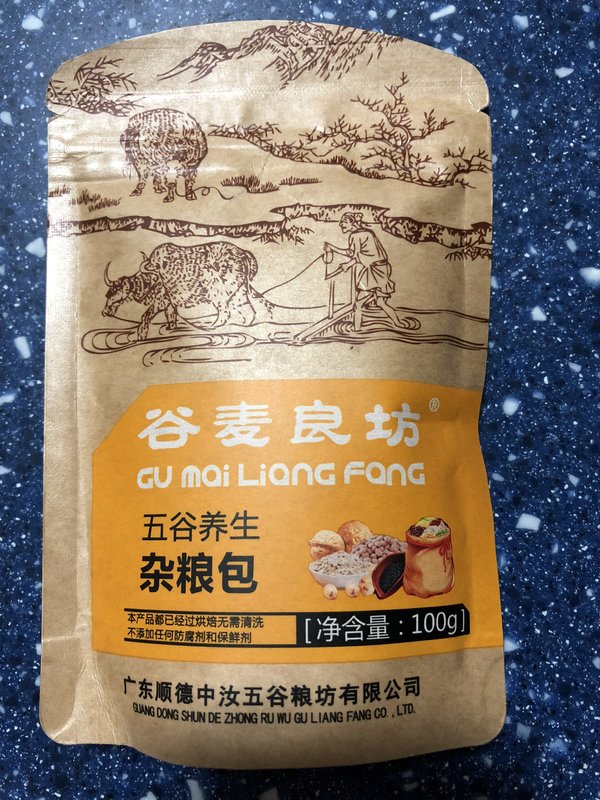 谷麦良坊®
GU mai LiANG FANG
五谷养生
杂粮包
本产品都已经过烘焙无需清洗
不添加任何防腐剂和保鲜剂
[净含量：100g]
广东顺德中汝五谷粮坊有限公司
GUANG DONG SHUN DE ZHONG RU WU GU LIANG FANG CO.,LTD.